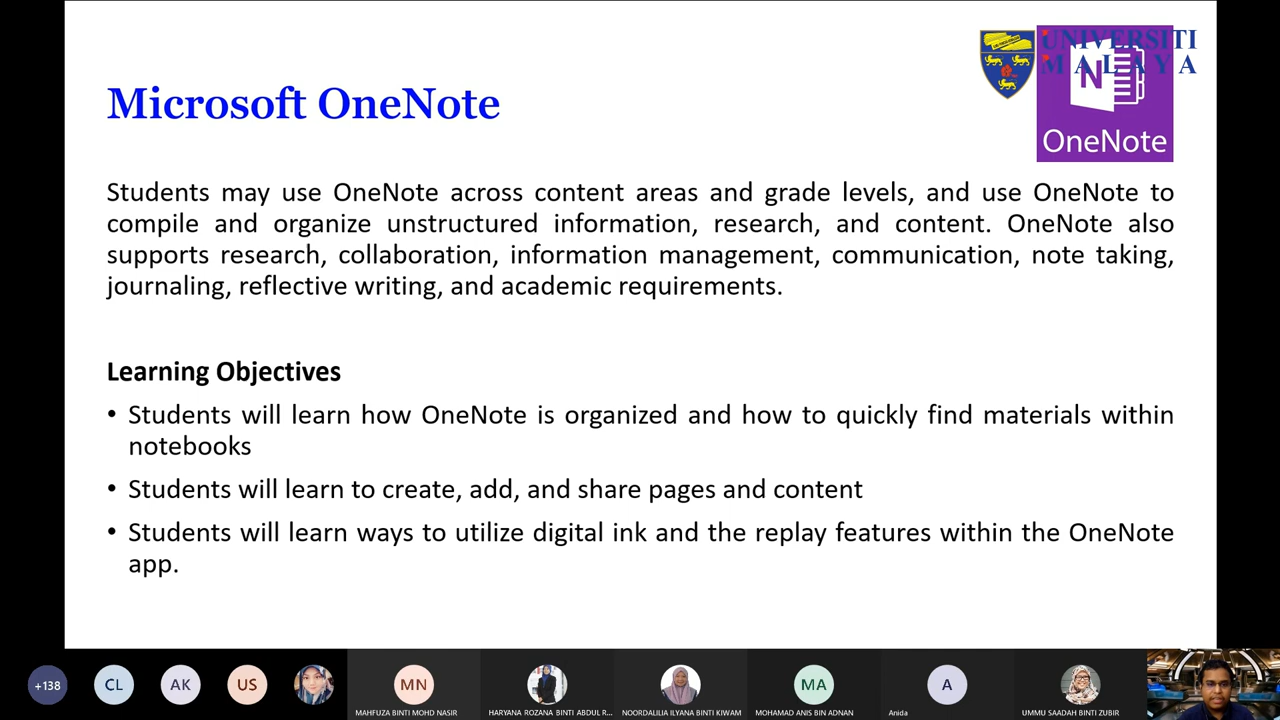 UNIVERSITI
MALAYA
N
OneNote
Microsoft OneNote
Students may use OneNote across content areas and grade levels, and use OneNote to
compile and organize unstructured information, research, and content. OneNote also
supports research, collaboration, information management, communication, note taking,
journaling, reflective writing, and academic requirements.
Learning Objectives
• Students will learn how OneNote is organized and how to quickly find materials within
notebooks
• Students will learn to create, add, and share pages and content
• Students will learn ways to utilize digital ink and the replay features within the OneNote
app.
+138
CL
AK
US
MN
MA
A
MAHFUZA BINTI MOHD NASIR
HARYANA ROZANA BINTI ABDUL R...
NOORDALILIA ILYANA BINTI KIWAM
MOHAMAD ANIS BIN ADNAN
Anida
UMMU SAADAH BINTI ZUBIR